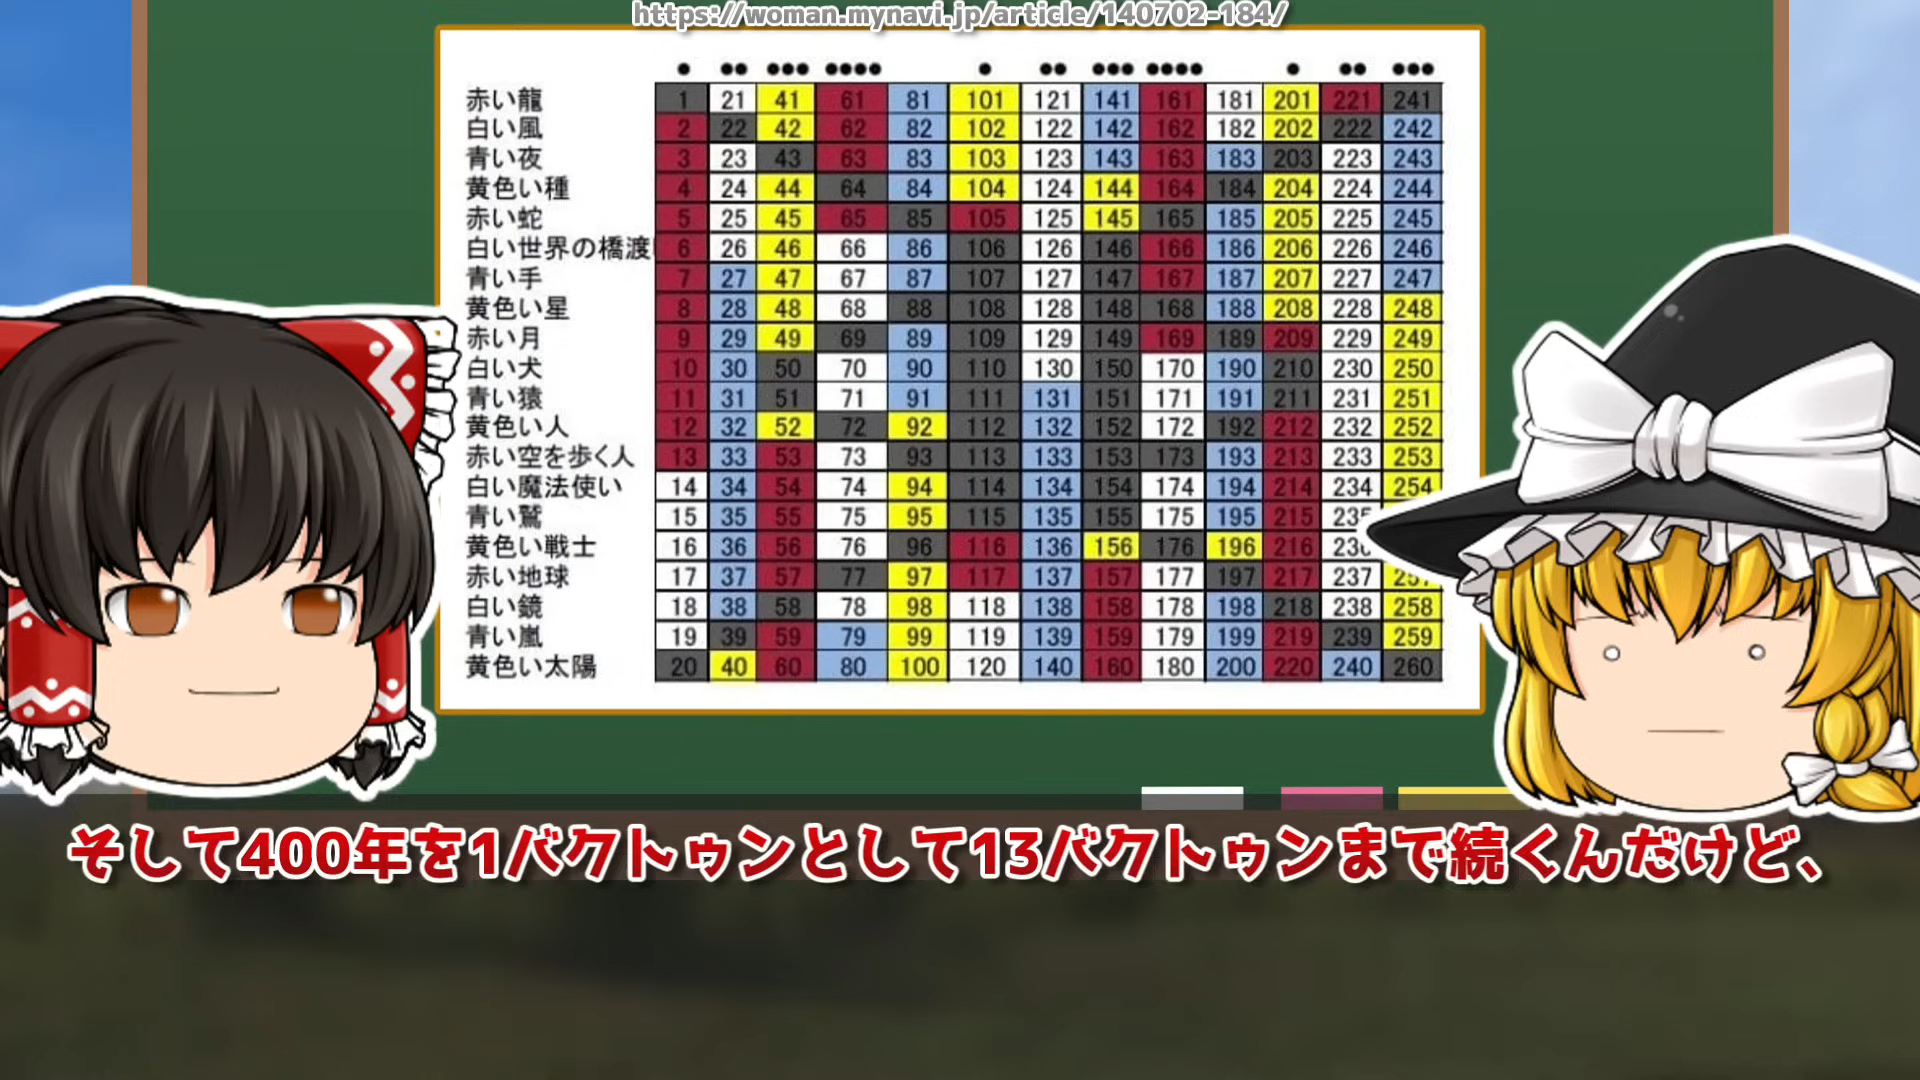 https://woman.mynavi.jp/article/140702-184/
● ●● ●●● ●●●● ● ●● ●●● ●●●● ● ●● ●●●
赤い龍 1 21 41 61 81 101 121 141 161 181 201 221 241
白い風 2 22 42 62 82 102 122 142 162 182 202 222 242
青い夜 3 23 43 63 83 103 123 143 163 183 203 223 243
黄色い種 4 24 44 64 84 104 124 144 164 184 204 224 244
赤い蛇 5 25 45 65 85 105 125 145 165 185 205 225 245
白い世界の橋渡 6 26 46 66 86 106 126 146 166 186 206 226 246
青い手 7 27 47 67 87 107 127 147 167 187 207 227 247
黄色い星 8 28 48 68 88 108 128 148 168 188 208 228 248
赤い月 9 29 49 69 89 109 129 149 169 189 209 229 249
白い犬 10 30 50 70 90 110 130 150 170 190 210 230 250
青い猿 11 31 51 71 91 111 131 151 171 191 211 231 251
黄色い人 12 32 52 72 92 112 132 152 172 192 212 232 252
赤い空を歩く人 13 33 53 73 93 113 133 153 173 193 213 233 253
白い魔法使い 14 34 54 74 94 114 134 154 174 194 214 234 254
青い鷲 15 35 55 75 95 115 135 155 175 195 215 235
黄色い戦士 16 36 56 76 96 116 136 156 176 196 216
赤い地球 17 37 57 77 97 117 137 157 177 197 217 237 257
白い鏡 18 38 58 78 98 118 138 158 178 198 218 238 258
青い嵐 19 39 59 79 99 119 139 159 179 199 219 239 259
黄色い太陽 20 40 60 80 100 120 140 160 180 200 220 240 260
そして400年を1バクトゥンとして13バクトゥンまで続くんだけど、